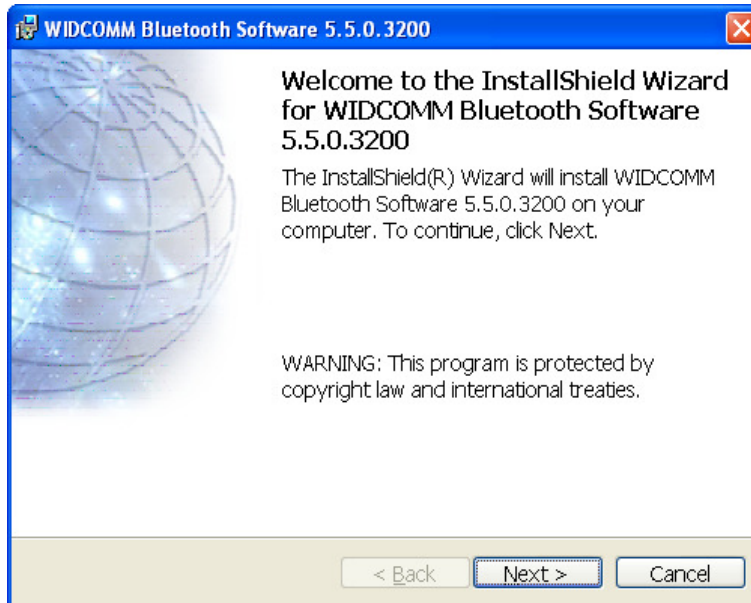 WIDCOMM Bluetooth Software 5.5.0.3200
Welcome to the InstallShield Wizard
for WIDCOMM Bluetooth Software
5.5.0.3200
The InstallShield(R) Wizard will install WIDCOMM
Bluetooth Software 5.5.0.3200 on your
computer. To continue, click Next.
WARNING: This program is protected by
copyright law and international treaties.
< Back
Next >
Cancel